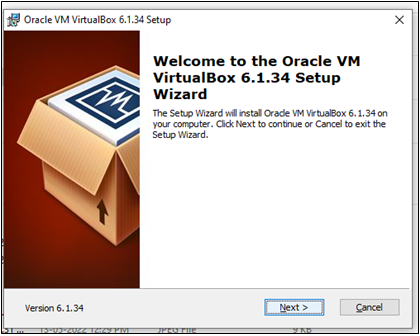 Oracle VM VirtualBox 6.1.34 Setup
Welcome to the Oracle VM
VirtualBox 6.1.34 Setup
Wizard
The Setup Wizard will install Oracle VM VirtualBox 6.1.34 on
your computer. Click Next to continue or Cancel to exit the
Setup Wizard.
Version 6.1.34
Next >
Cancel
13-05-2022 12:29 PM
JPEG File
9 KB